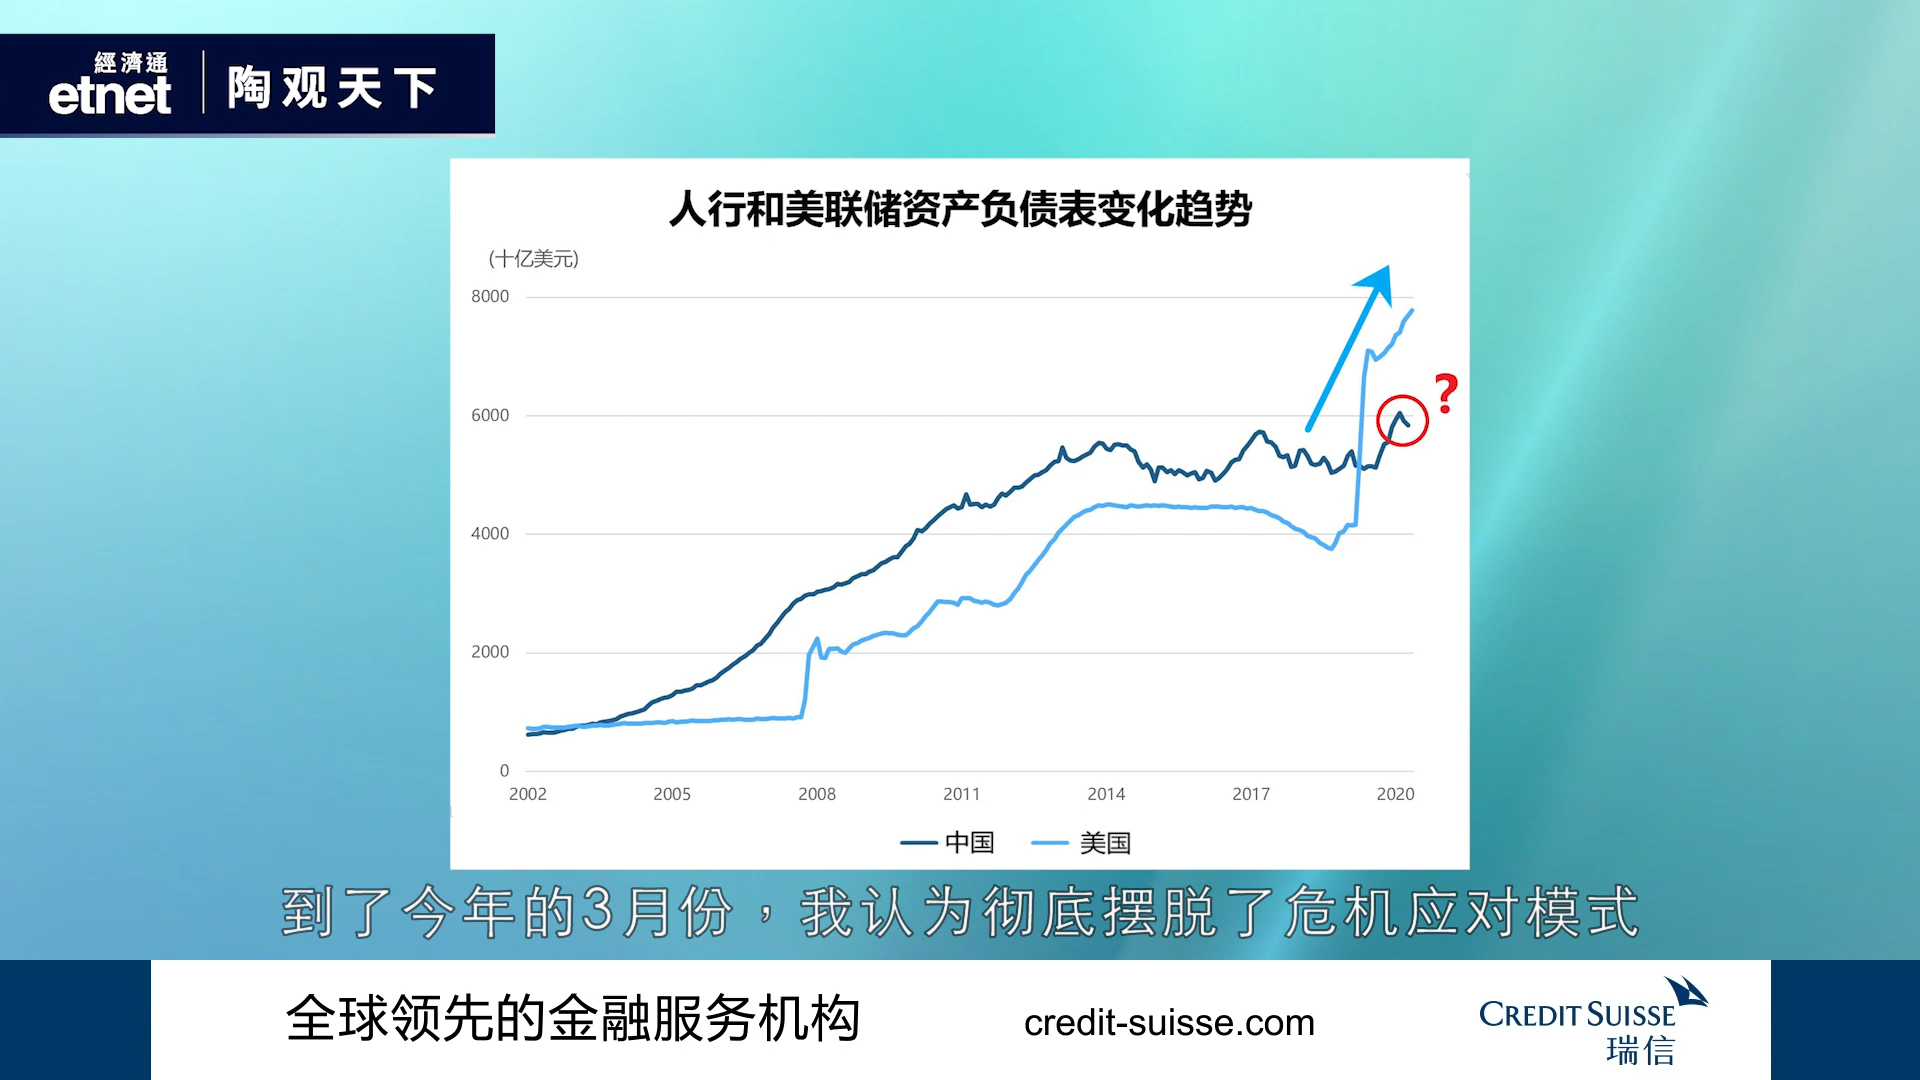 經濟通
etnet
陶观天下
人行和美联储资产负债表变化趋势
(十亿美元)
8000
6000
4000
2000
0
?
2002 2005 2008 2011 2014 2017 2020
中国 美国
到了今年的3月份，我认为彻底摆脱了危机应对模式
全球领先的金融服务机构
credit-suisse.com
CREDIT SUISSE
瑞信